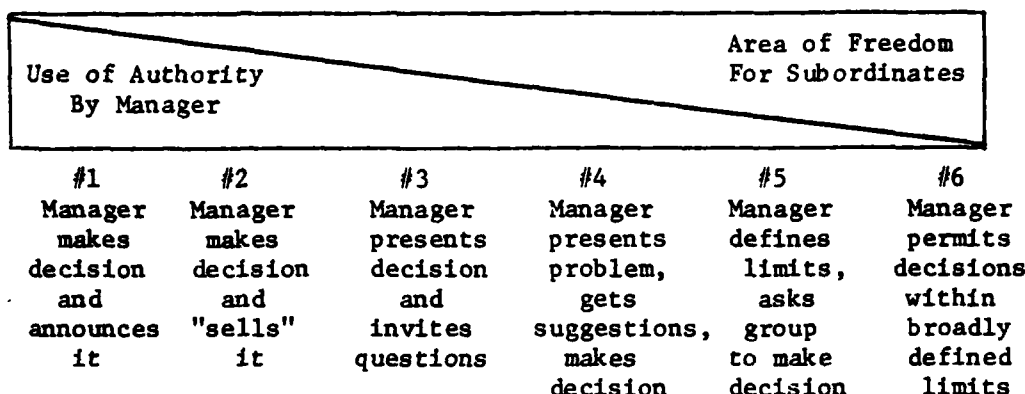 Area of Freedom
For Subordinates
Use of Authority
By Manager
#1 #2 #3 #4 #5 #6
Manager Manager Manager Manager Manager Manager
makes makes presents presents defines permits
decision decision decision problem, limits, decisions
and and and gets asks within
announces "sells" invites suggestions, group broadly
it it questions makes to make defined
decision decision limits